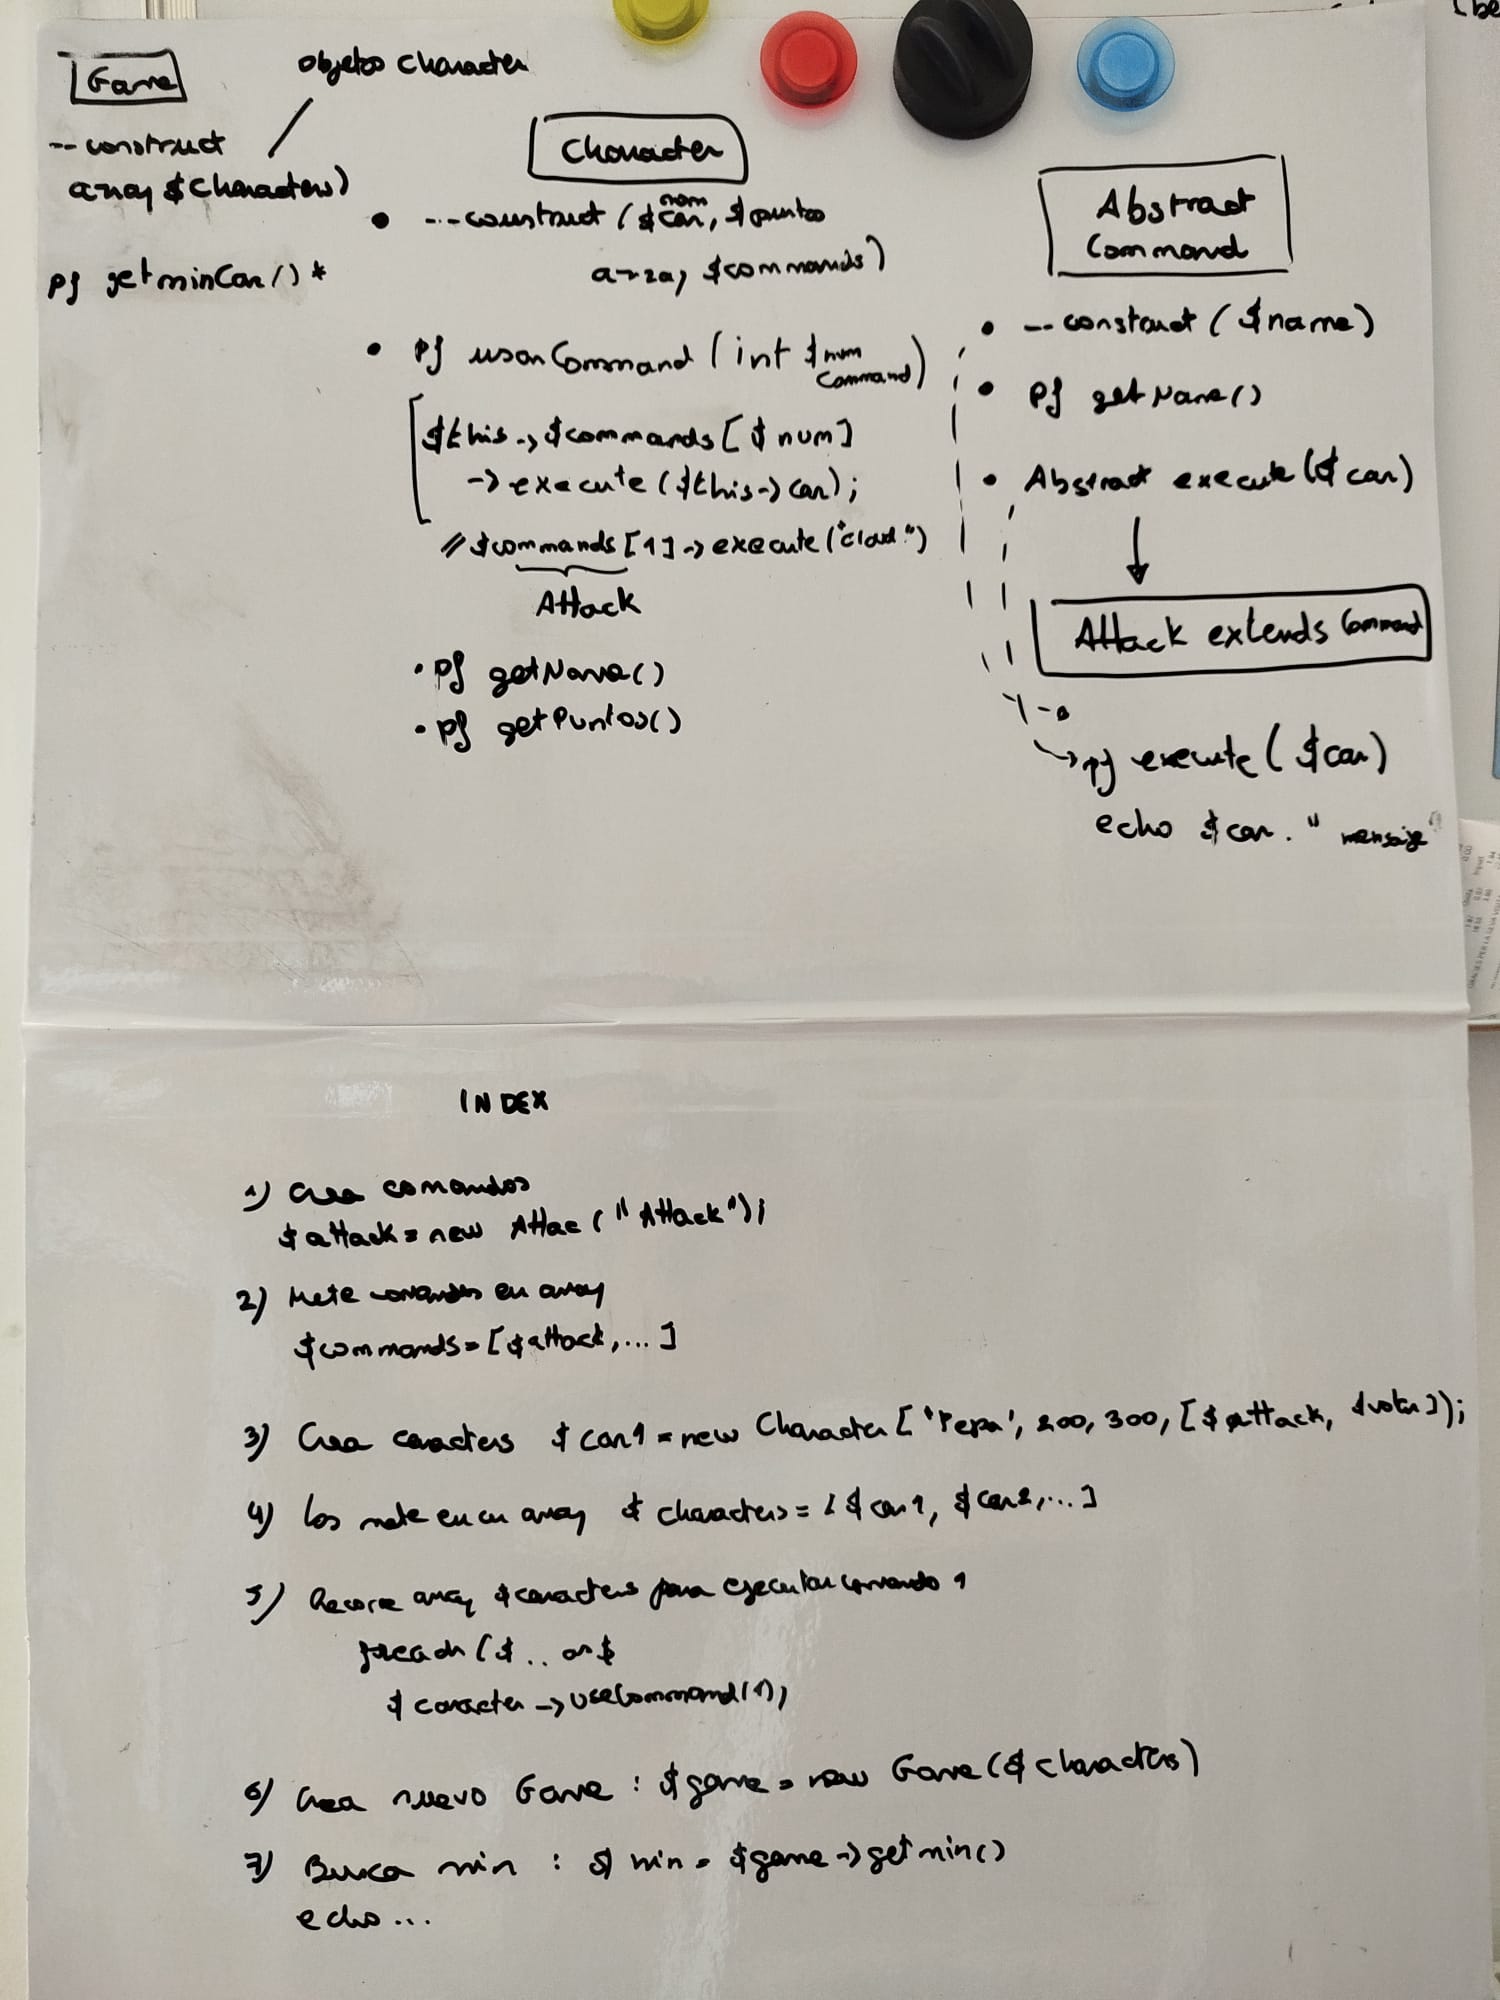 Game
objetos Character
-- construct
array $Characters)
pf getminCar() *
Character
nom
-- construct ($car, $puntos
array $commands)
• pf usarCommand (int $num
Command)
[ $this -> $commands [$num]
-> execute ($this -> car);
// $commands [1] -> execute ("cloud")
Attack
• pf getName()
• pf getPuntos()
Abstract
Command
• -- construct ($name)
• pf getName()
• Abstract execute ($car)
Attack extends Command
pf execute ($car)
echo $car . " mensaje"
INDEX
1) Crea comandos
$attack = new Attac ("Attack");
2) Mete comandos en array
$commands = [$attack, ... ]
3) Crea caracters $car1 = new Character ['Pepa', 200, 300, [$attack, $volar]);
4) Los mete en un array $characters = [$car1, $car2, ... ]
5) Recorre array $caracters para ejecutar comando 1
foreach ($ .. as $
$caracter -> useCommand(1);
6) Crea nuevo Game : $game = new Game ($characters)
7) Busca min : $min = $game -> getmin()
echo ...